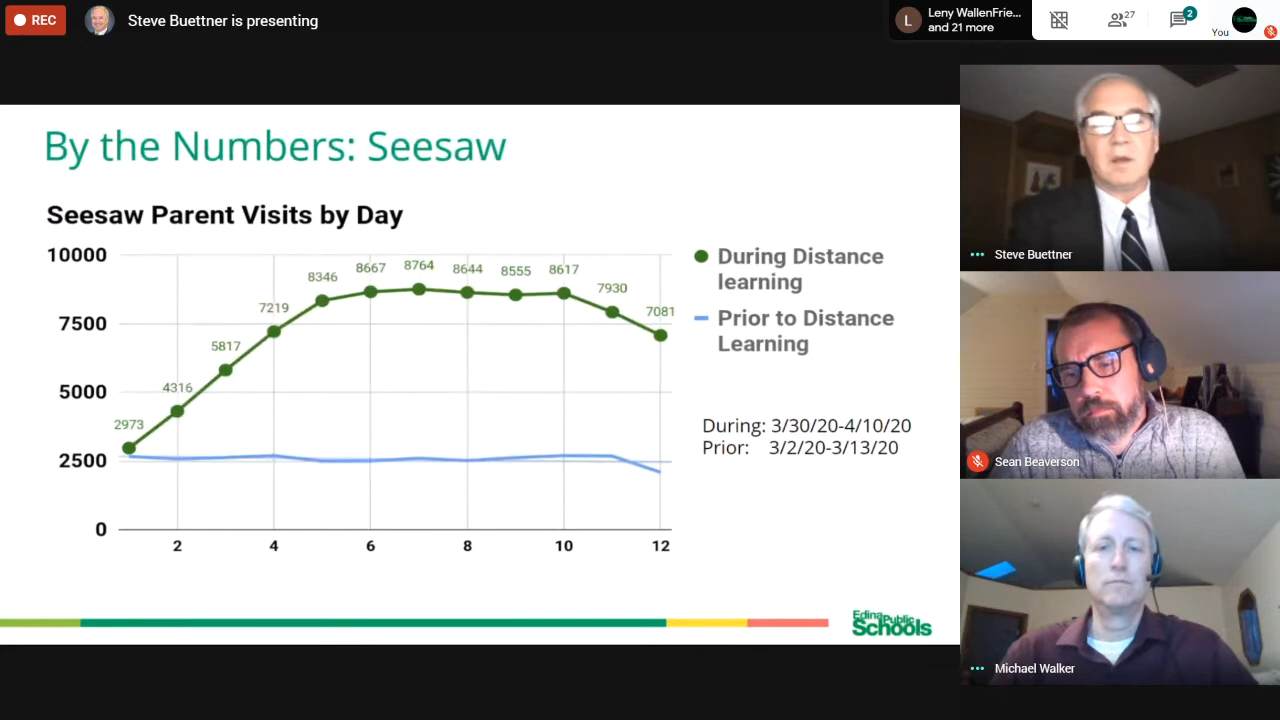 REC
Steve Buettner is presenting
L
Leny WallenFrie...
and 21 more
27
2
You
By the Numbers: Seesaw
Seesaw Parent Visits by Day
10000
7500
5000
2500
0
2973
4316
5817
7219
8346
8667
8764
8644
8555
8617
7930
7081
2
4
6
8
10
12
During Distance
learning
Prior to Distance
Learning
During: 3/30/20-4/10/20
Prior: 3/2/20-3/13/20
Edina Public
Schools
Steve Buettner
Sean Beaverson
Michael Walker